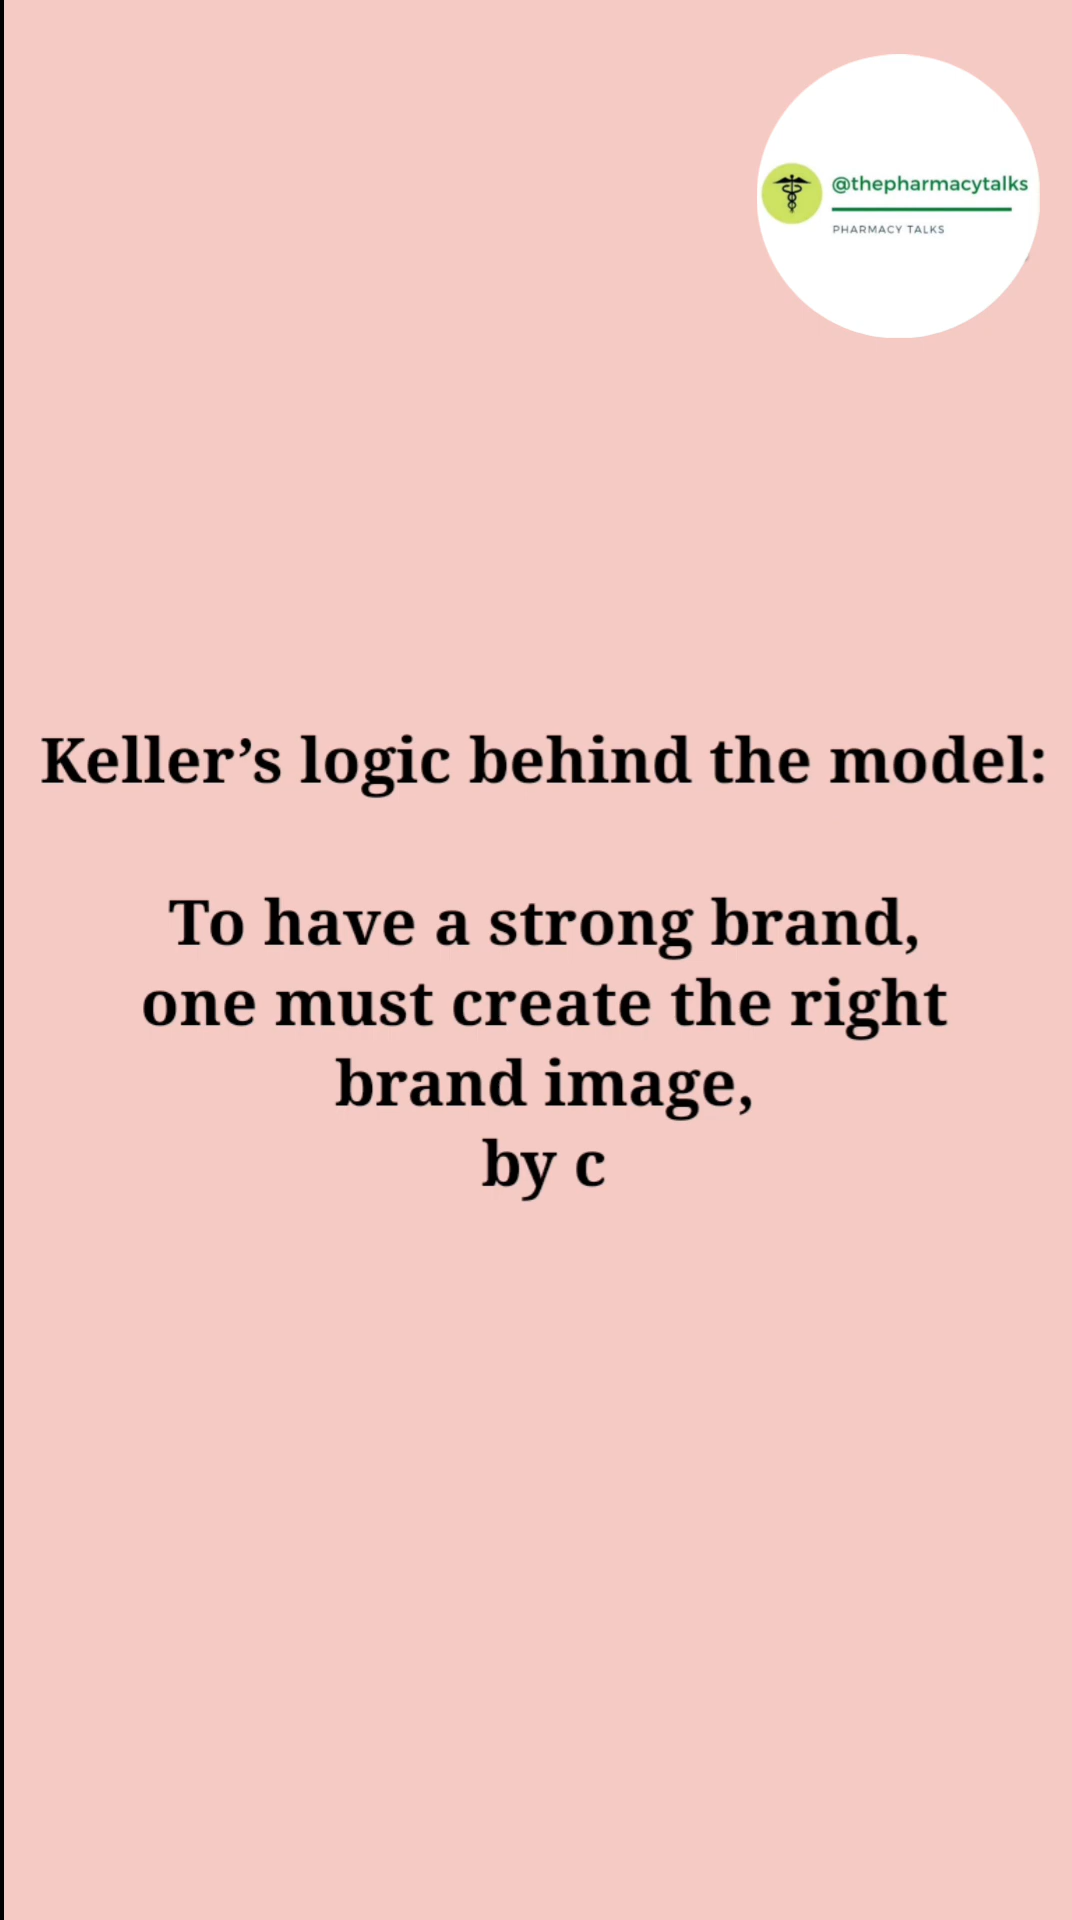 @thepharmacytalks
PHARMACY TALKS
Keller’s logic behind the model:
To have a strong brand,
one must create the right
brand image,
by c